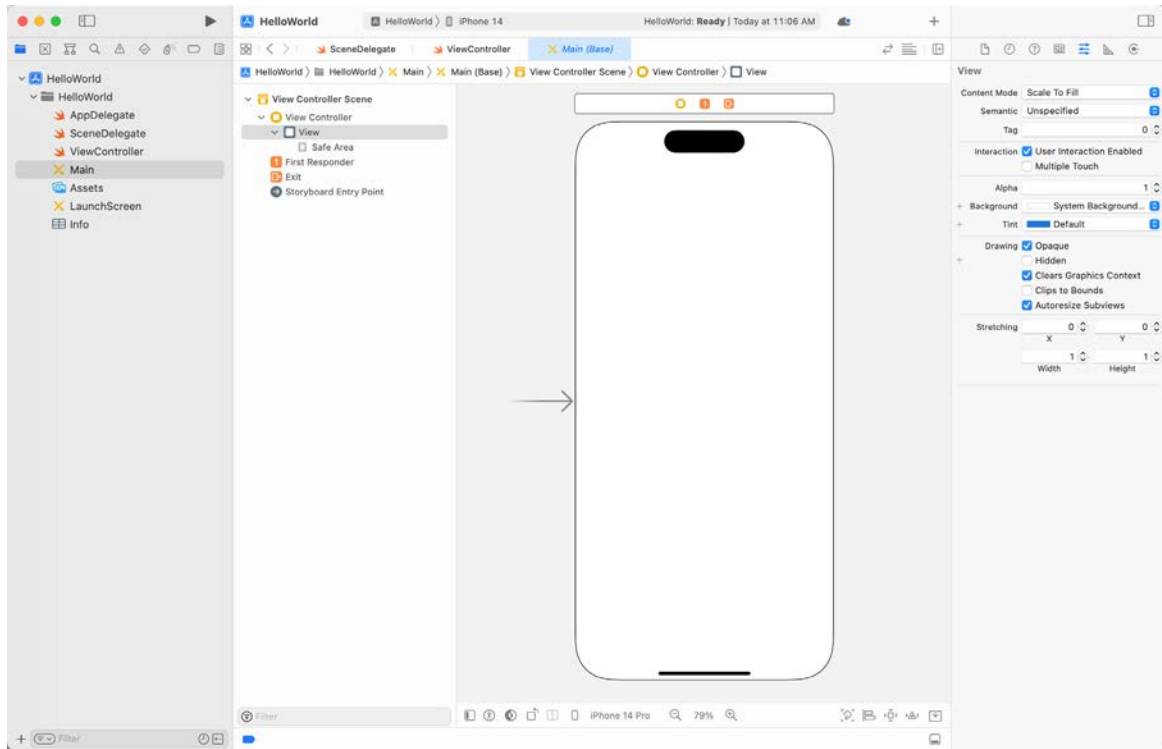 HelloWorld
HelloWorld 〉 iPhone 14
HelloWorld: Ready | Today at 11:06 AM
SceneDelegate
ViewController
Main (Base)
HelloWorld 〉 HelloWorld 〉 Main 〉 Main (Base) 〉 View Controller Scene 〉 View Controller 〉 View
HelloWorld
HelloWorld
AppDelegate
SceneDelegate
ViewController
Main
Assets
LaunchScreen
Info
Filter
View Controller Scene
View Controller
View
Safe Area
First Responder
Exit
Storyboard Entry Point
Filter
1
iPhone 14 Pro
79%
View
Content Mode Scale To Fill
Semantic Unspecified
Tag 0
Interaction User Interaction Enabled
Multiple Touch
Alpha 1
+ Background System Background...
+ Tint Default
Drawing Opaque
+ Hidden
Clears Graphics Context
Clips to Bounds
Autoresize Subviews
Stretching 0 0
X Y
1 1
Width Height